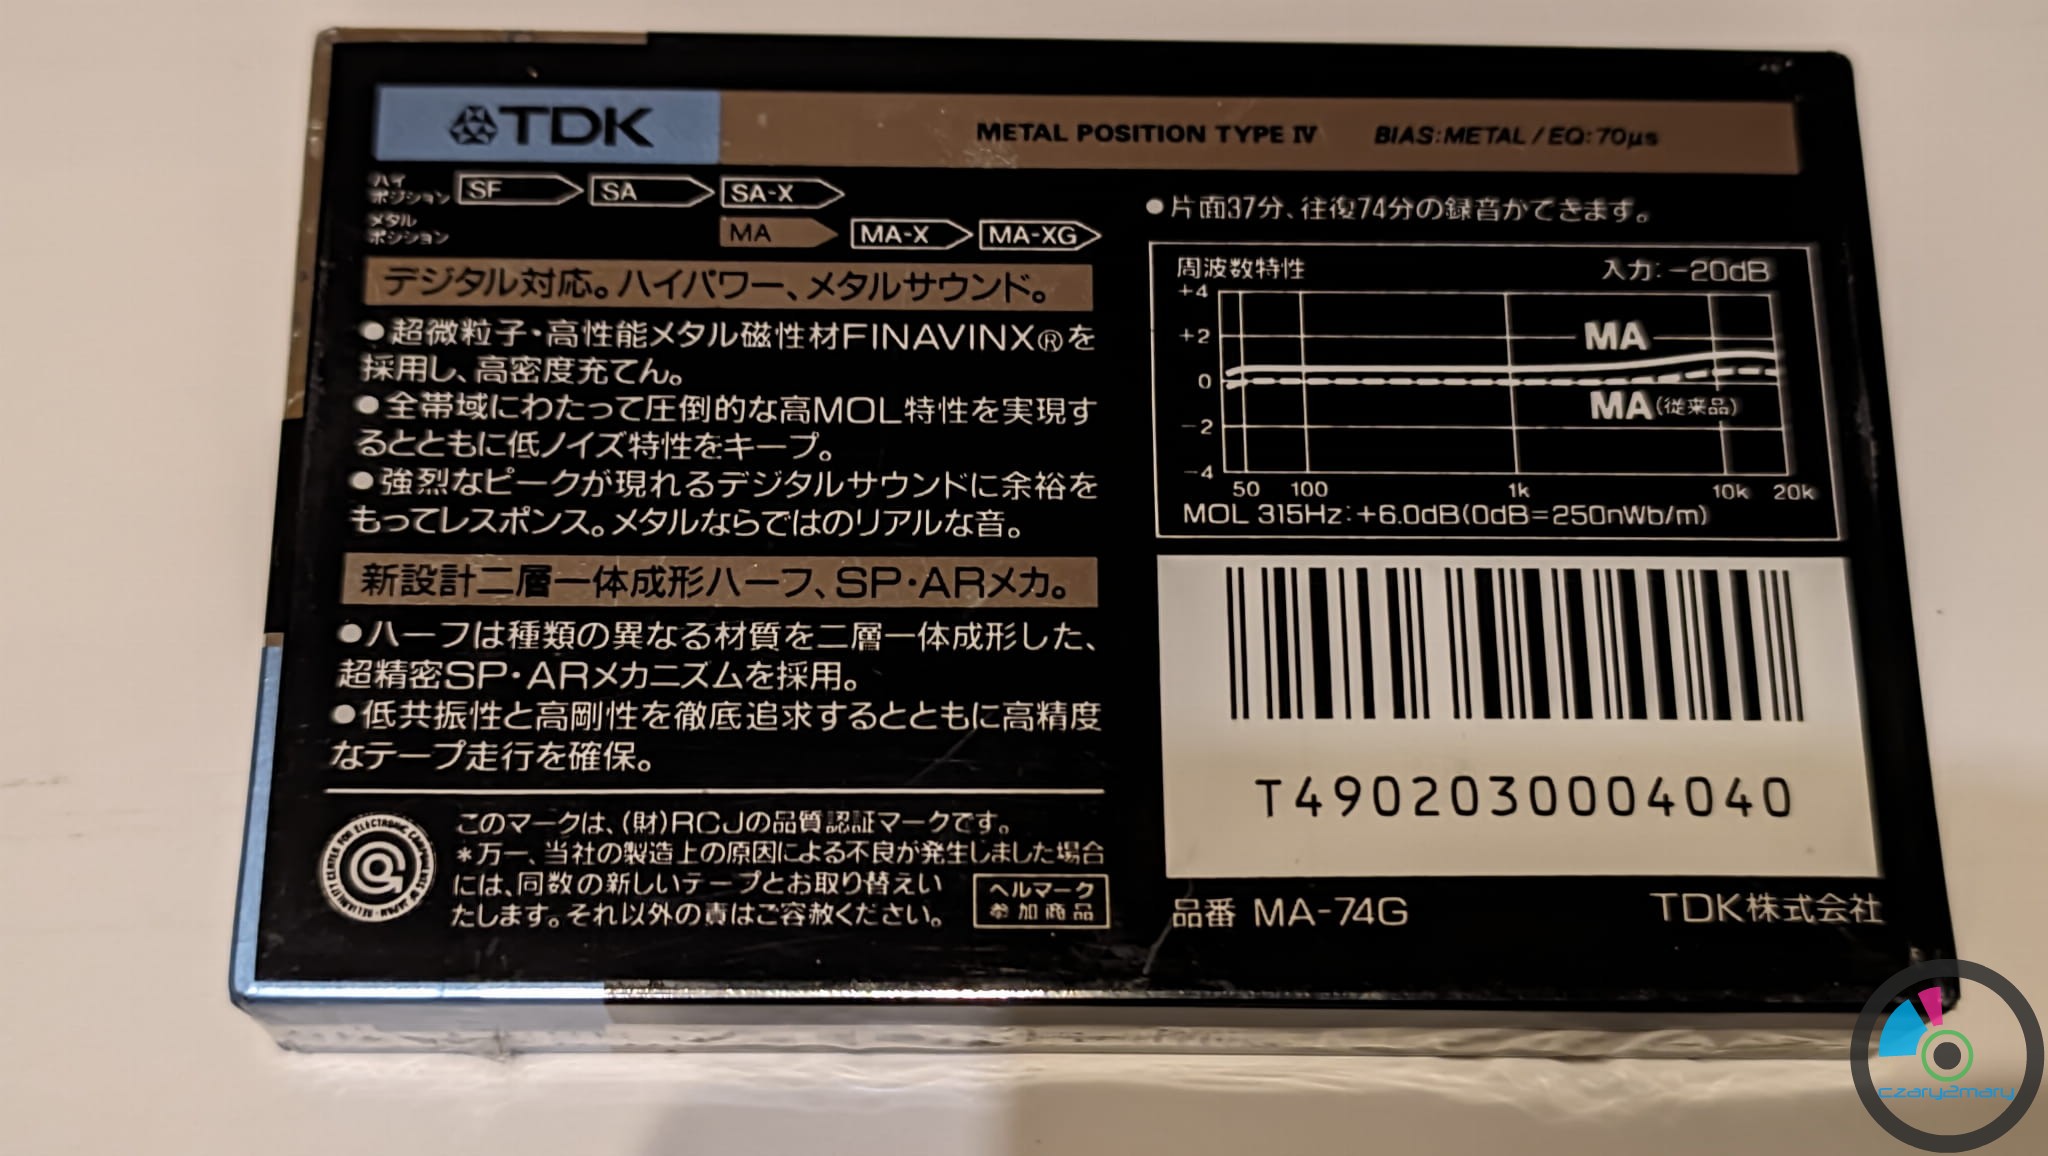 TDK
METAL POSITION TYPE IV BIAS:METAL/EQ:70µs
ハイ
ポジション SF SA SA-X
メタル
ポジション MA MA-X MA-XG
デジタル対応。ハイパワー、メタルサウンド。
●超微粒子・高性能メタル磁性材FINAVINX®を
採用し、高密度充てん。
●全帯域にわたって圧倒的な高MOL特性を実現す
るとともに低ノイズ特性をキープ。
●強烈なピークが現れるデジタルサウンドに余裕を
もってレスポンス。メタルならではのリアルな音。
新設計二層一体成形ハーフ、SP・ARメカ。
●ハーフは種類の異なる材質を二層一体成形した、
超精密SP・ARメカニズムを採用。
●低共振性と高剛性を徹底追求するとともに高精度
なテープ走行を確保。
このマークは、(財)RCJの品質認証マークです。
*万一、当社の製造上の原因による不良が発生しました場合
には、同数の新しいテープとお取り替えい
たします。それ以外の責はご容赦ください。
ベルマーク
参加商品
●片面37分、往復74分の録音ができます。
周波数特性 入力:-20dB
+4
+2
0
-2
-4
MA
MA(従来品)
50 100 1k 10k 20k
MOL 315Hz:+6.0dB(0dB=250nWb/m)
T4902030004040
品番 MA-74G TDK株式会社
czary2mary